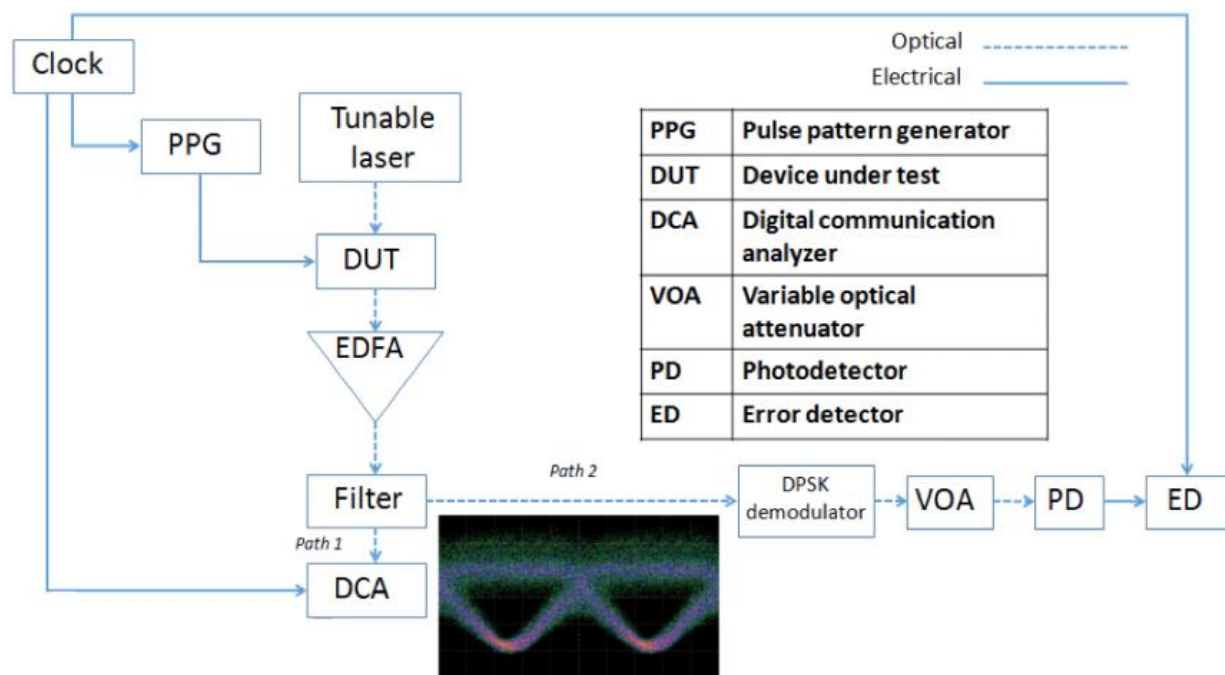 Clock
PPG
Tunable
laser
DUT
EDFA
Filter
Path 1
DCA
Path 2
DPSK
demodulator
VOA
PD
ED
Optical
Electrical
PPG Pulse pattern generator
DUT Device under test
DCA Digital communication
analyzer
VOA Variable optical
attenuator
PD Photodetector
ED Error detector